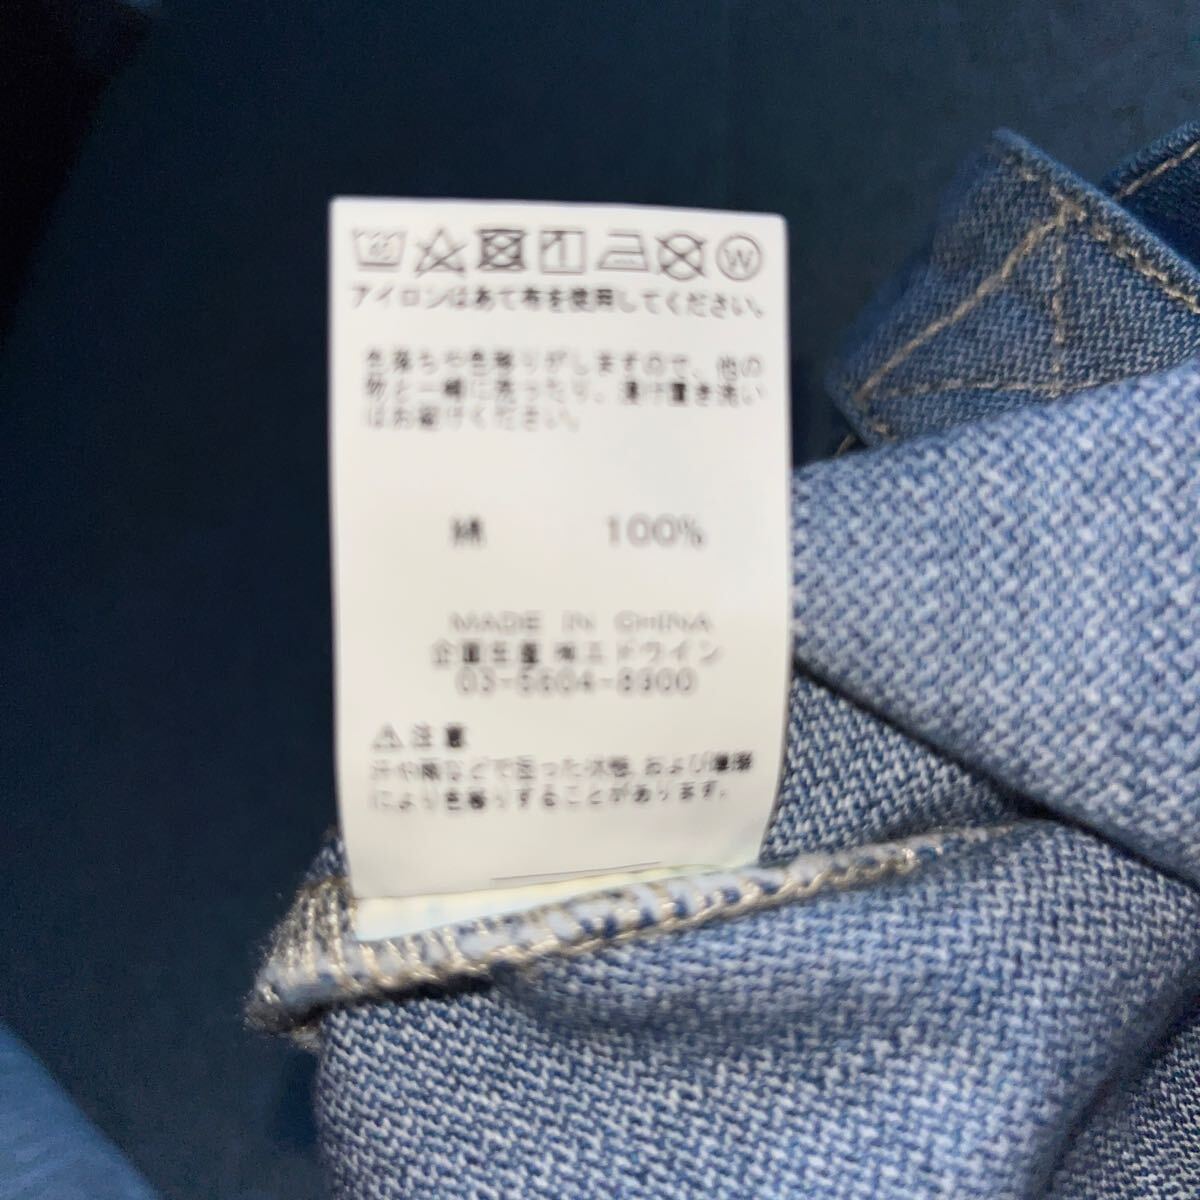 W
アイロンはあて布を使用してください。
色落ちや色移りがしますので、他の
物と一緒に洗ったり、漬け置き洗い
はお避けください。
綿 100%
MADE IN CHINA
企画生産 ㈱エドウイン
03-5604-8900
⚠注意
汗や雨などで湿った状態、および摩擦
により色移りすることがあります。